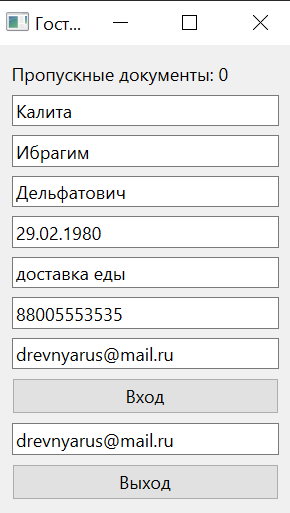 Гост...
Пропускные документы: 0
Калита
Ибрагим
Дельфатович
29.02.1980
доставка еды
88005553535
drevnyarus@mail.ru
Вход
drevnyarus@mail.ru
Выход